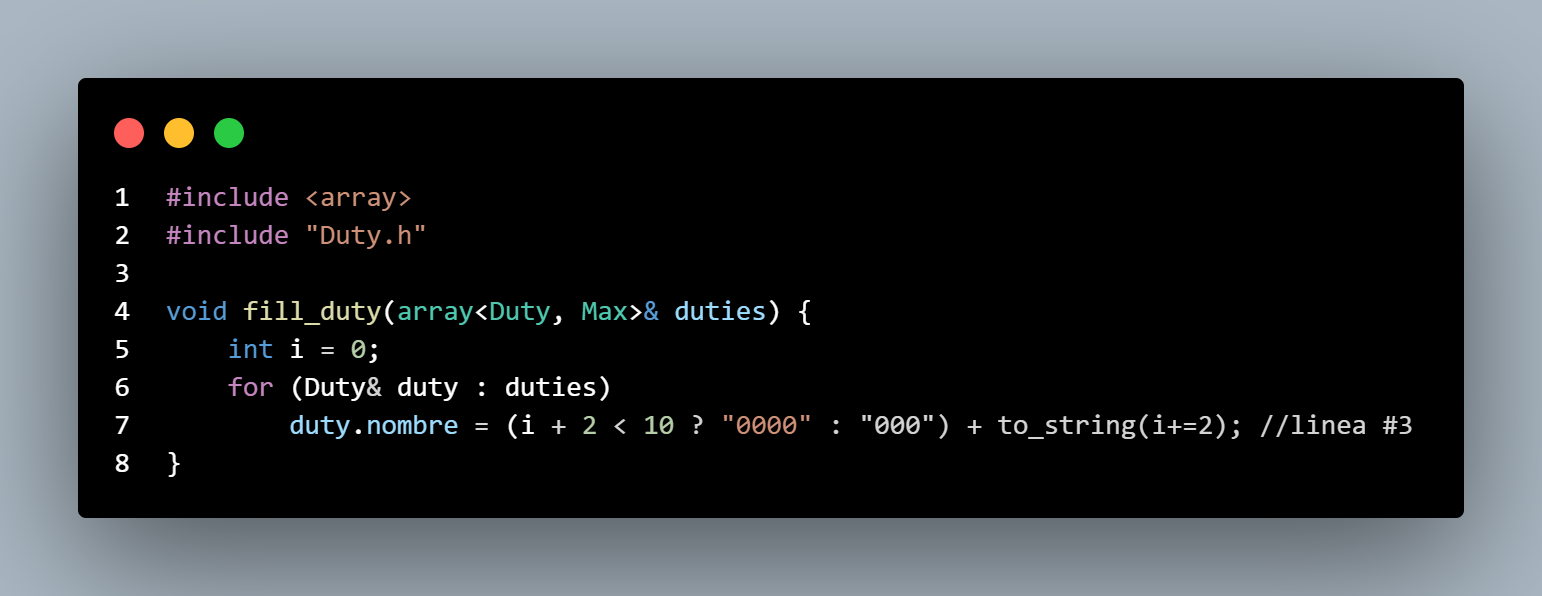 1 #include <array>
2 #include "Duty.h"
3
4 void fill_duty(array<Duty, Max>& duties) {
5     int i = 0;
6     for (Duty& duty : duties)
7         duty.nombre = (i + 2 < 10 ? "0000" : "000") + to_string(i+=2); //linea #3
8 }